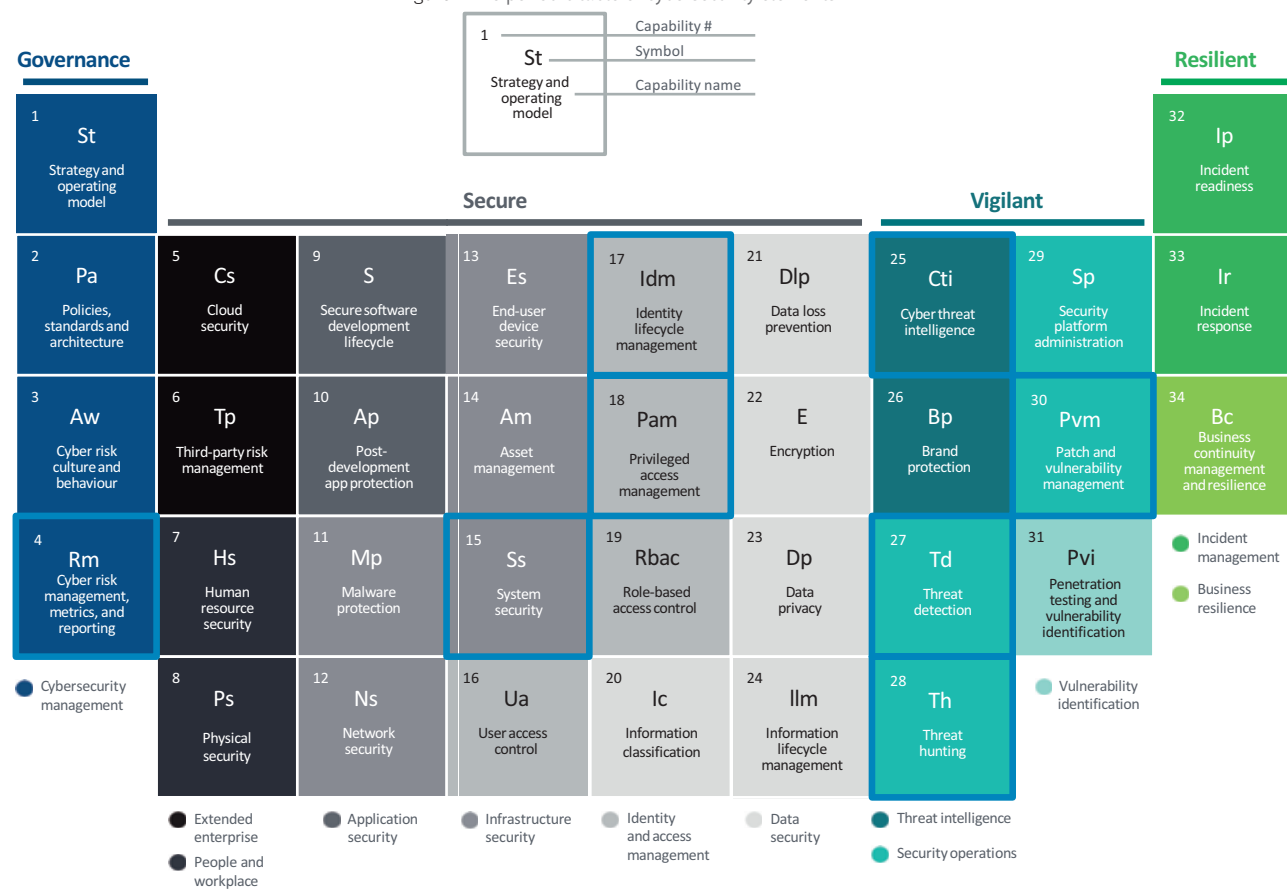 1
Capability #
St
Symbol
Strategy and
operating
model
Capability name
Governance
1
St
Strategy and
operating
model
2
Pa
Policies,
standards and
architecture
3
Aw
Cyber risk
culture and
behaviour
4
Rm
Cyber risk
management,
metrics, and
reporting
Cybersecurity
management
Secure
5
Cs
Cloud
security
6
Tp
Third-party risk
management
7
Hs
Human
resource
security
8
Ps
Physical
security
9
S
Secure software
development
lifecycle
10
Ap
Post-
development
app protection
11
Mp
Malware
protection
12
Ns
Network
security
13
Es
End-user
device
security
14
Am
Asset
management
15
Ss
System
security
16
Ua
User access
control
17
Idm
Identity
lifecycle
management
18
Pam
Privileged
access
management
19
Rbac
Role-based
access control
20
Ic
Information
classification
21
Dlp
Data loss
prevention
22
E
Encryption
23
Dp
Data
privacy
24
Ilm
Information
lifecycle
management
Extended
enterprise
People and
workplace
Application
security
Infrastructure
security
Identity
and access
management
Data
security
Vigilant
25
Cti
Cyber threat
intelligence
26
Bp
Brand
protection
27
Td
Threat
detection
28
Th
Threat
hunting
29
Sp
Security
platform
administration
30
Pvm
Patch and
vulnerability
management
31
Pvi
Penetration
testing and
vulnerability
identification
Vulnerability
identification
Threat intelligence
Security operations
Resilient
32
Ip
Incident
readiness
33
Ir
Incident
response
34
Bc
Business
continuity
management
and resilience
Incident
management
Business
resilience